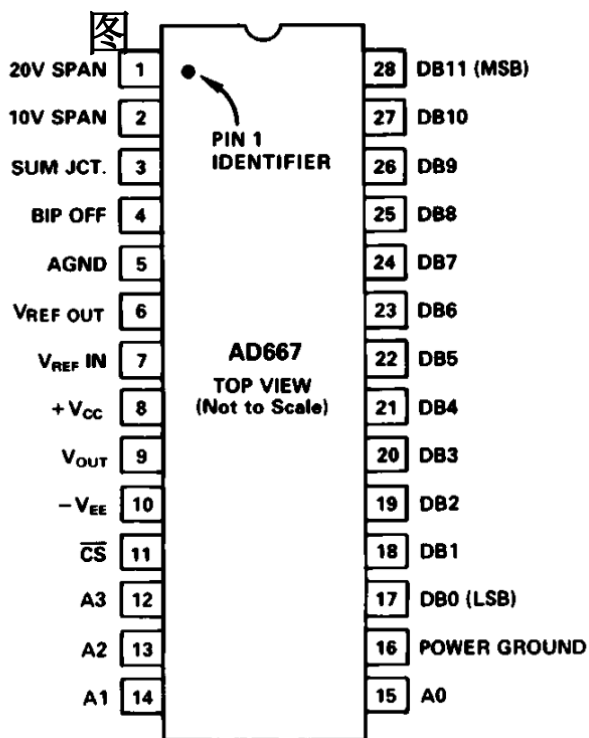 图
20V SPAN 1
10V SPAN 2
SUM JCT. 3
BIP OFF 4
AGND 5
VREF OUT 6
VREF IN 7
+VCC 8
VOUT 9
−VEE 10
C̅S̅ 11
A3 12
A2 13
A1 14
PIN 1
IDENTIFIER
AD667
TOP VIEW
(Not to Scale)
28 DB11 (MSB)
27 DB10
26 DB9
25 DB8
24 DB7
23 DB6
22 DB5
21 DB4
20 DB3
19 DB2
18 DB1
17 DB0 (LSB)
16 POWER GROUND
15 A0